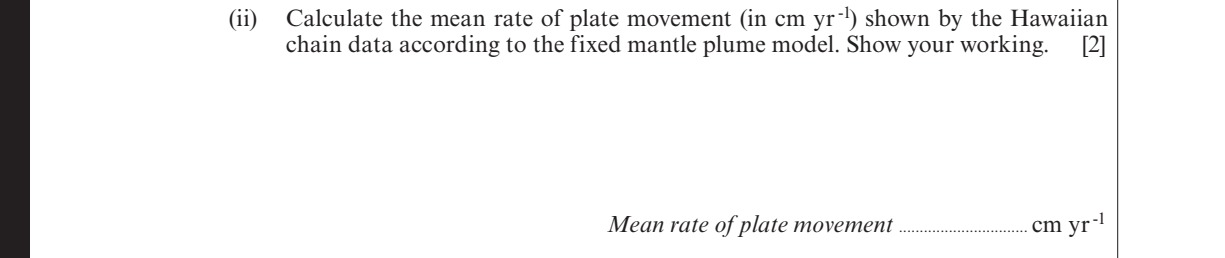 (ii) Calculate the mean rate of plate movement (in cm yr⁻¹) shown by the Hawaiian
chain data according to the fixed mantle plume model. Show your working. [2]
Mean rate of plate movement ............................... cm yr⁻¹